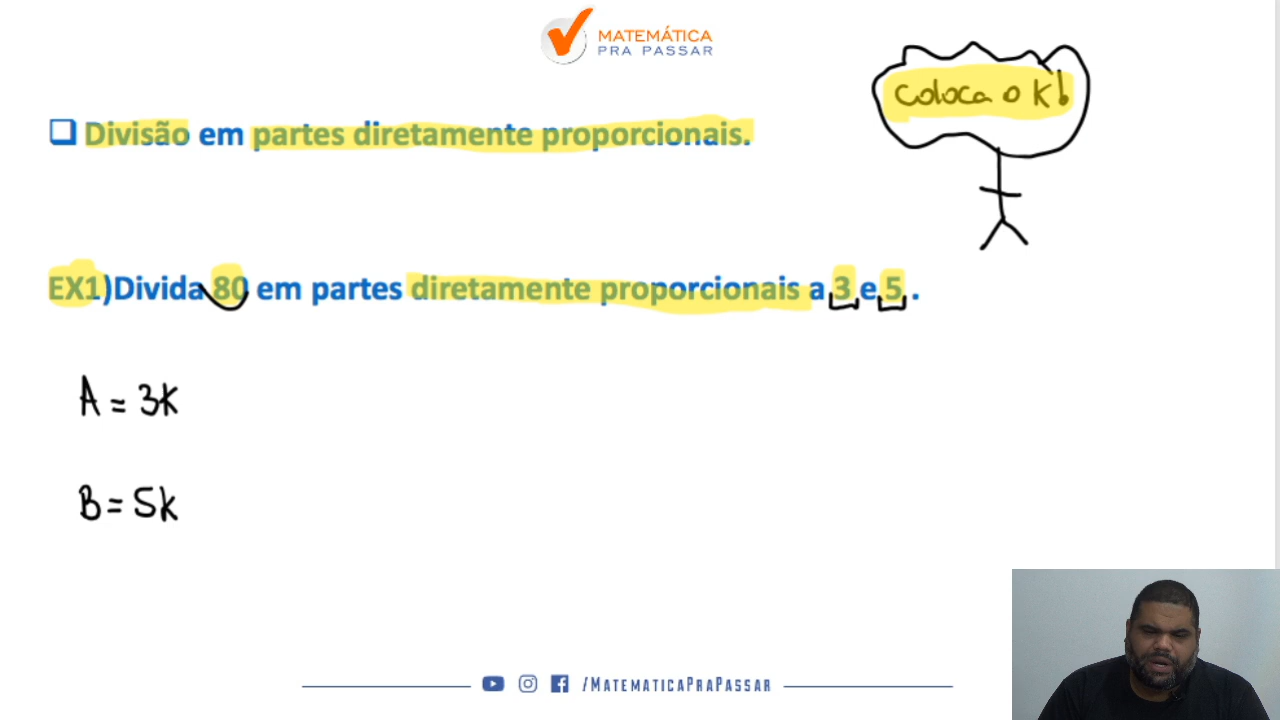 MATEMÁTICA
PRA PASSAR
Coloca o K!
Divisão em partes diretamente proporcionais.
EX1)Divida 80 em partes diretamente proporcionais a 3 e 5 .
A = 3K
B = 5K
/MATEMATICAPRAPASSAR